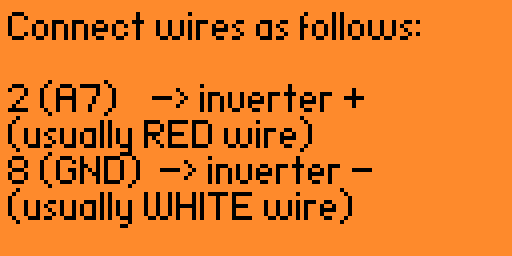 Connect wires as follows:
2 (A7) -> inverter +
(usually RED wire)
8 (GND) -> inverter -
(usually WHITE wire)